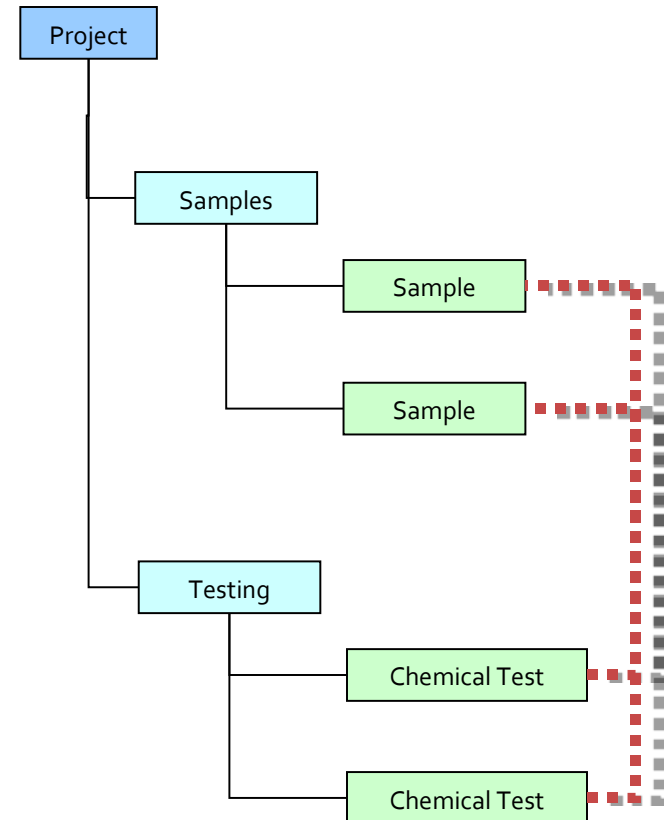 Project
Samples
Sample
Sample
Testing
Chemical Test
Chemical Test